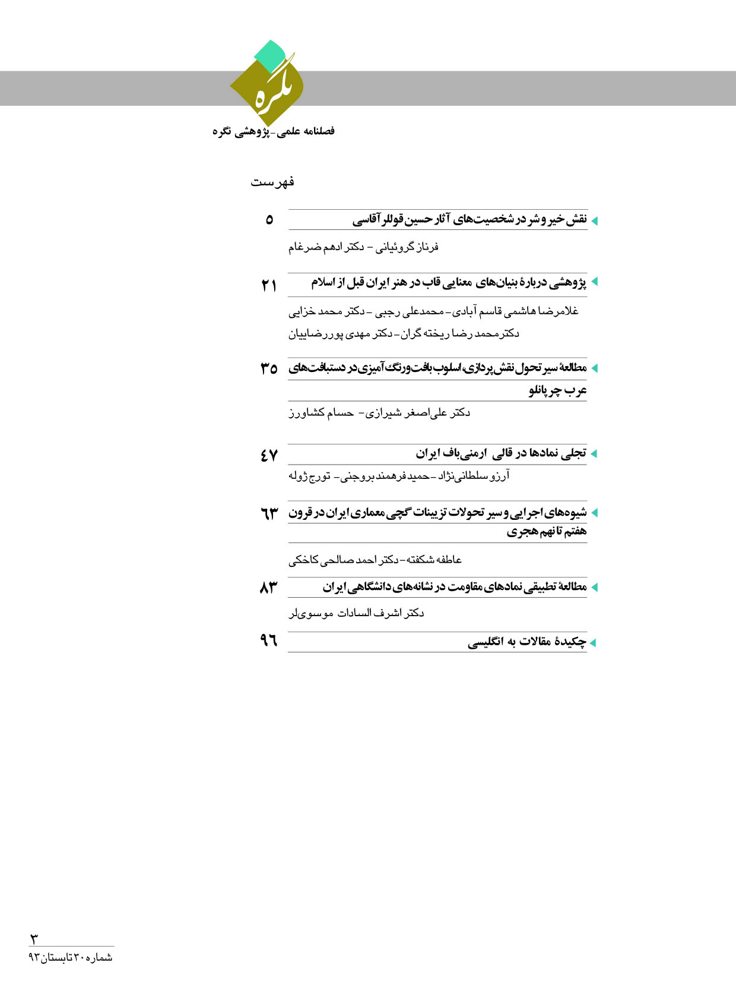 نگره
فصلنامه علمی-پژوهشی نگره
فهرست
نقش خیر و شر در شخصیت‌های آثار حسین قوللرآقاسی ۵
فرناز گروئیانی - دکتر ادهم ضرغام
پژوهشی دربارهٔ بنیان‌های معنایی قاب در هنر ایران قبل از اسلام ۲۱
غلامرضا هاشمی قاسم آبادی- محمدعلی رجبی - دکتر محمد خزایی
دکترمحمد رضا ریخته گران- دکتر مهدی پوررضاییان
مطالعهٔ سیر تحول نقش‌پردازی، اسلوب بافت‌ورنگ‌آمیزی در دستبافت‌های ۳۵
عرب چرپانلو
دکتر علی‌اصغر شیرازی- حسام کشاورز
تجلی نمادها در قالی ارمنی‌باف ایران ۴۷
آرزو سلطانی‌نژاد -حمید فرهمند بروجنی- تورج ژوله
شیوه‌های اجرایی و سیر تحولات تزیینات گچی معماری ایران در قرون ۶۳
هفتم تا نهم هجری
عاطفه شکفته-دکتر احمد صالحی کاخکی
مطالعهٔ تطبیقی نمادهای مقاومت در نشانه‌های دانشگاهی ایران ۸۳
دکتر اشرف السادات موسوی‌لر
چکیدهٔ مقالات به انگلیسی ۹۶
۳
شماره ۳۰ تابستان ۹۳